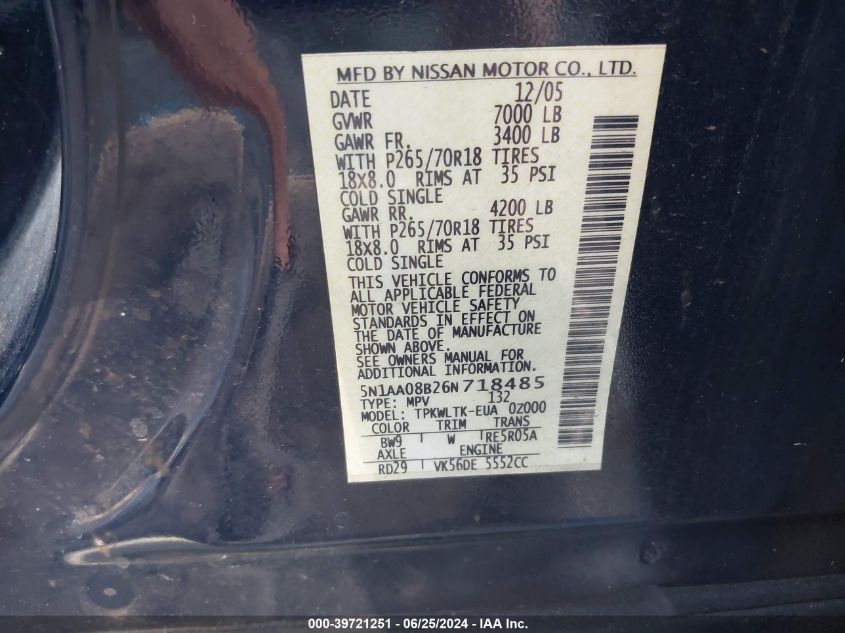 MFD BY NISSAN MOTOR CO., LTD.
DATE 12/05
GVWR 7000 LB
GAWR FR. 3400 LB
WITH P265/70R18 TIRES
18X8.0 RIMS AT 35 PSI
COLD SINGLE
GAWR RR. 4200 LB
WITH P265/70R18 TIRES
18X8.0 RIMS AT 35 PSI
COLD SINGLE
THIS VEHICLE CONFORMS TO
ALL APPLICABLE FEDERAL
MOTOR VEHICLE SAFETY
STANDARDS IN EFFECT ON
THE DATE OF MANUFACTURE
SHOWN ABOVE.
SEE OWNERS MANUAL FOR
ADDITIONAL INFORMATION.
5N1AA08B26N718485
TYPE: MPV 132
MODEL: TPKWLTK-EUA 0Z000
COLOR TRIM TRANS
BW9 W RE5R05A
AXLE ENGINE
RD29 VK56DE 5552CC
000-39721251 - 06/25/2024 - IAA Inc.